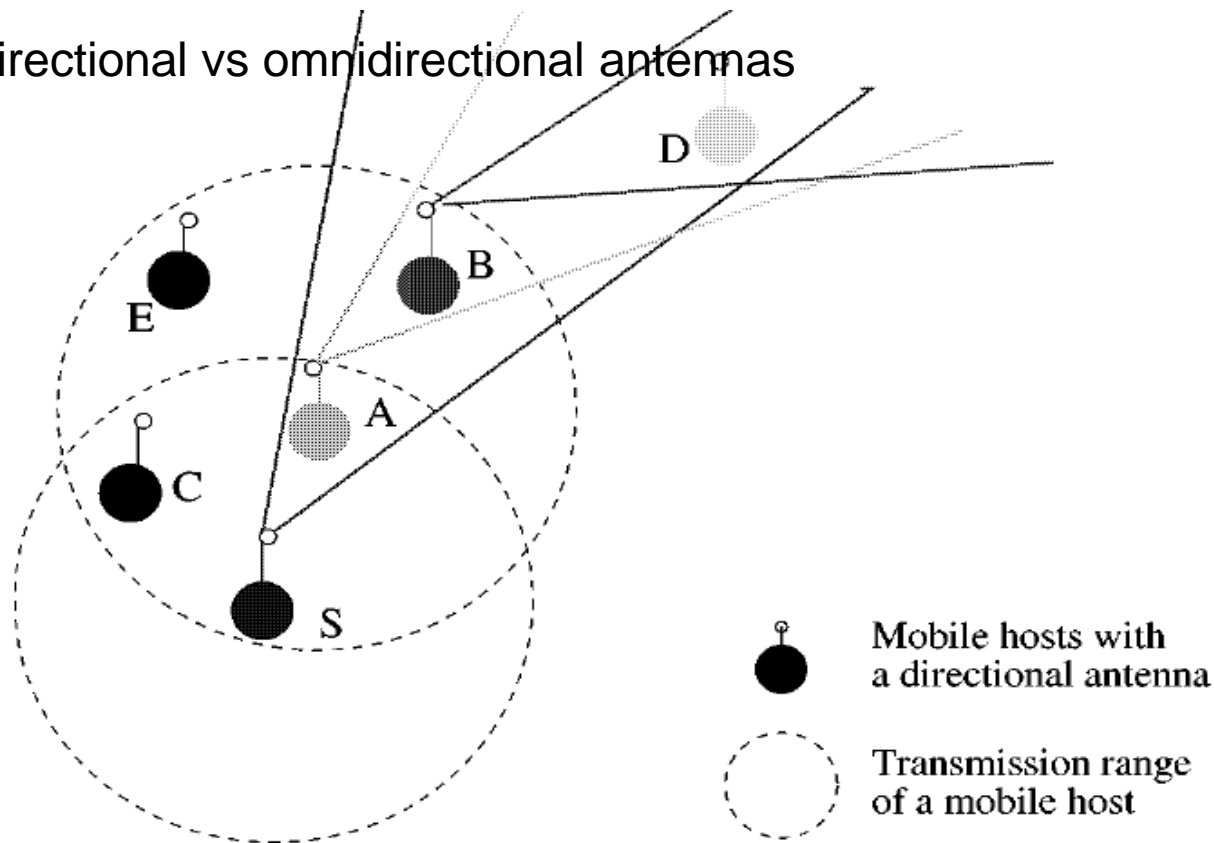 irectional vs omnidirectional antennas
D
B
E
A
C
S
Mobile hosts with
a directional antenna
Transmission range
of a mobile host